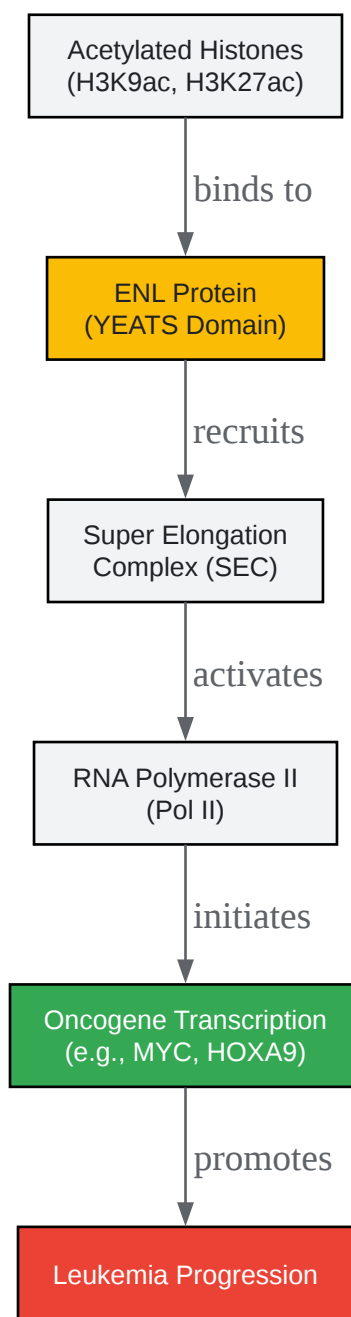 Acetylated Histones
(H3K9ac, H3K27ac)
binds to
ENL Protein
(YEATS Domain)
recruits
Super Elongation
Complex (SEC)
activates
RNA Polymerase II
(Pol II)
initiates
Oncogene Transcription
(e.g., MYC, HOXA9)
promotes
Leukemia Progression